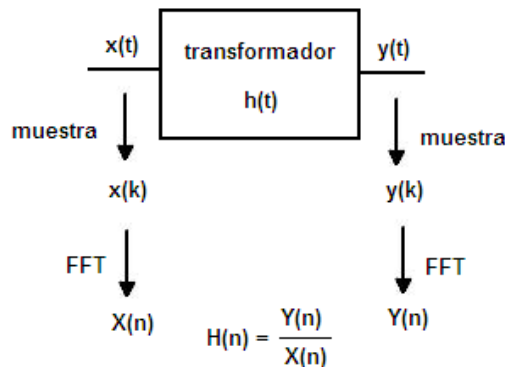 x(t)
transformador
y(t)
h(t)
muestra
muestra
x(k)
y(k)
FFT
FFT
X(n)
H(n) = Y(n) / X(n)
Y(n)